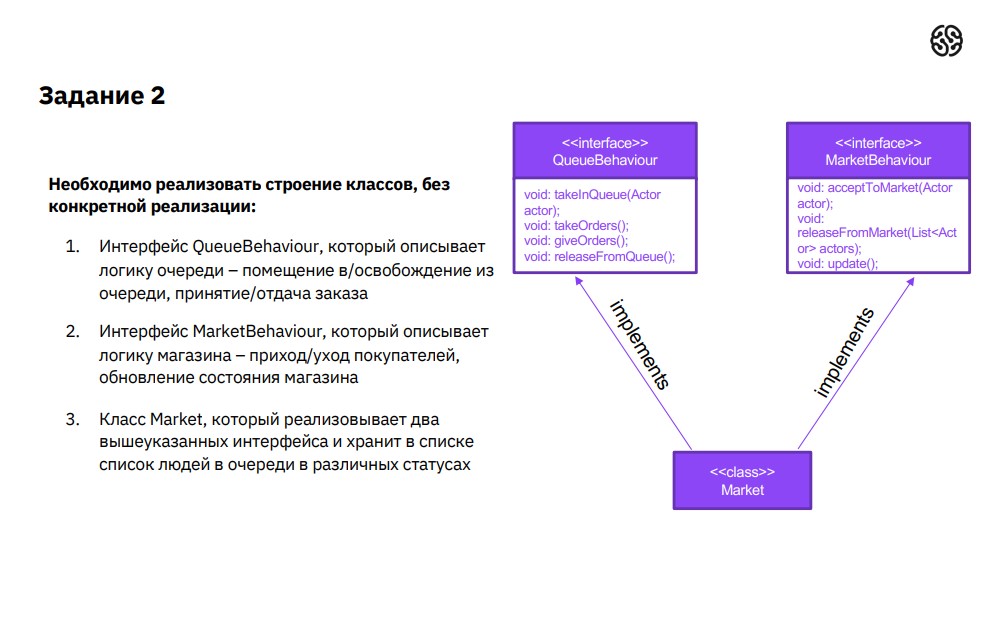 Задание 2
Необходимо реализовать строение классов, без
конкретной реализации:
1. Интерфейс QueueBehaviour, который описывает
логику очереди – помещение в/освобождение из
очереди, принятие/отдача заказа
2. Интерфейс MarketBehaviour, который описывает
логику магазина – приход/уход покупателей,
обновление состояния магазина
3. Класс Market, который реализовывает два
вышеуказанных интерфейса и хранит в списке
список людей в очереди в различных статусах
<<interface>>
QueueBehaviour
void: takeInQueue(Actor
actor);
void: takeOrders();
void: giveOrders();
void: releaseFromQueue();
<<interface>>
MarketBehaviour
void: acceptToMarket(Actor
actor);
void:
releaseFromMarket(List<Act
or> actors);
void: update();
implements
implements
<<class>>
Market